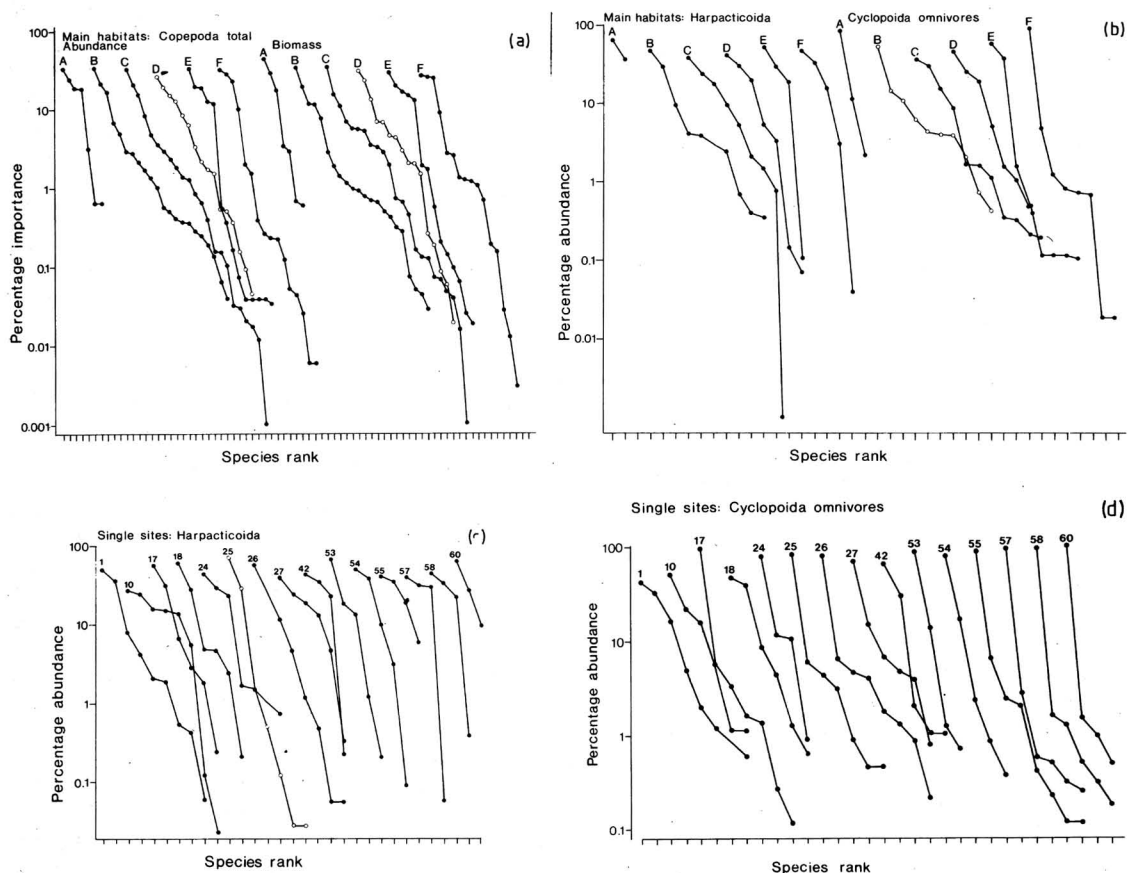 Main habitats: Copepoda total
Abundance
Biomass
(a)
A B C D E F
A B C D E F
100
10
1
0.1
0.01
0.001
Percentage importance
Species rank
Main habitats: Harpacticoida
Cyclopoida omnivores
(b)
A B C D E F
A B C D E F
100
10
1
0.1
0.01
Percentage abundance
Species rank
Single sites: Harpacticoida
(c)
1 10 17 18 24 25 26 27 42 53 54 55 57 58 60
100
10
1
0.1
Percentage abundance
Species rank
Single sites: Cyclopoida omnivores
(d)
1 10 17 18 24 25 26 27 42 53 54 55 57 58 60
100
10
1
0.1
Percentage abundance
Species rank